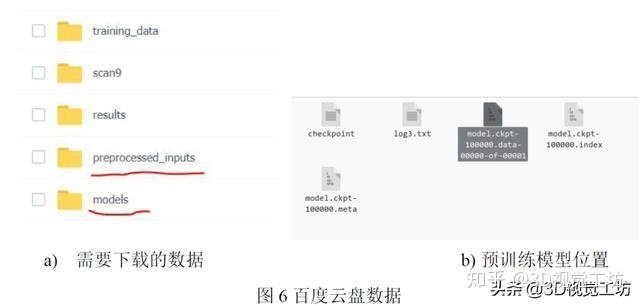 training_data
scan9
results
preprocessed_inputs
models
checkpoint
log3.txt
model.ckpt-
100000.data-
00000-of-00001
model.ckpt-
100000.index
model.ckpt-
100000.meta
a) 需要下载的数据
b) 预训练模型位置
知乎 @3D视觉工坊
图 6 百度云盘数据
头条 @3D视觉工坊